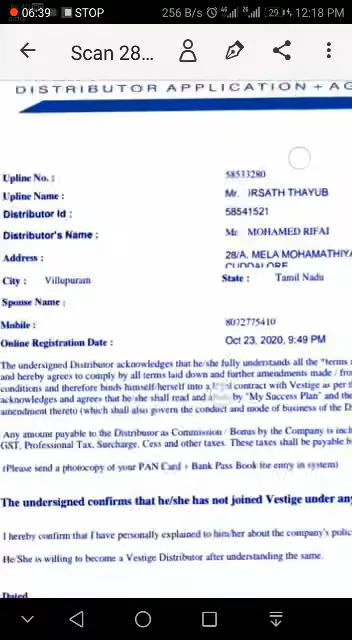 06:39 STOP 256 B/S 4G 2G 29 12:18 PM
Scan 28...
DISTRIBUTOR APPLICATION + AG
Upline No. : 58533280
Upline Name : Mr. IRSATH THAYUB
Distributor Id : 58541521
Distributor's Name : Mr. MOHAMED RIFAI
Address : 28/A, MELA MOHAMATHIYA
CUDDALORE
City : Villupuram State : Tamil Nadu
Spouse Name :
Mobile : 8072775410
Online Registration Date : Oct 23, 2020, 9:49 PM
The undersigned Distributor acknowledges that he/she fully understands all the "terms
and hereby agrees to comply by all terms laid down and further amendments made / fro
conditions and therefore binds himself/herself into a legal contract with Vestige as per t
acknowledges and agrees that he/she shall read and abide by "My Success Plan" and the
amendment thereto (which shall also govern the conduct and mode of business of the D
Any amount payable to the Distributor as Commission / Bonus by the Company is incl
GST, Professional Tax, Surcharge, Cess and other taxes. These taxes shall be payable b
(Please send a photocopy of your PAN Card + Bank Pass Book for entry in system)
The undersigned confirms that he/she has not joined Vestige under any
I hereby confirm that I have personally explained to him/her about the company's polic
He/She is willing to become a Vestige Distributor after understanding the same.
Dated